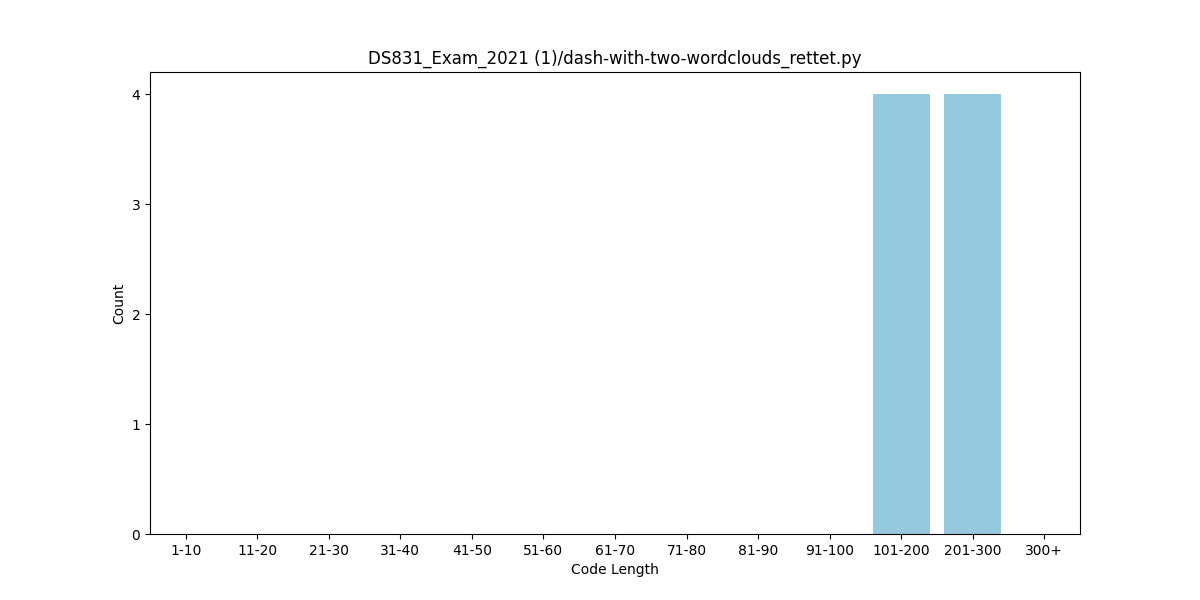 DS831_Exam_2021 (1)/dash-with-two-wordclouds_rettet.py
4
3
2
1
0
Count
1-10 11-20 21-30 31-40 41-50 51-60 61-70 71-80 81-90 91-100 101-200 201-300 300+
Code Length